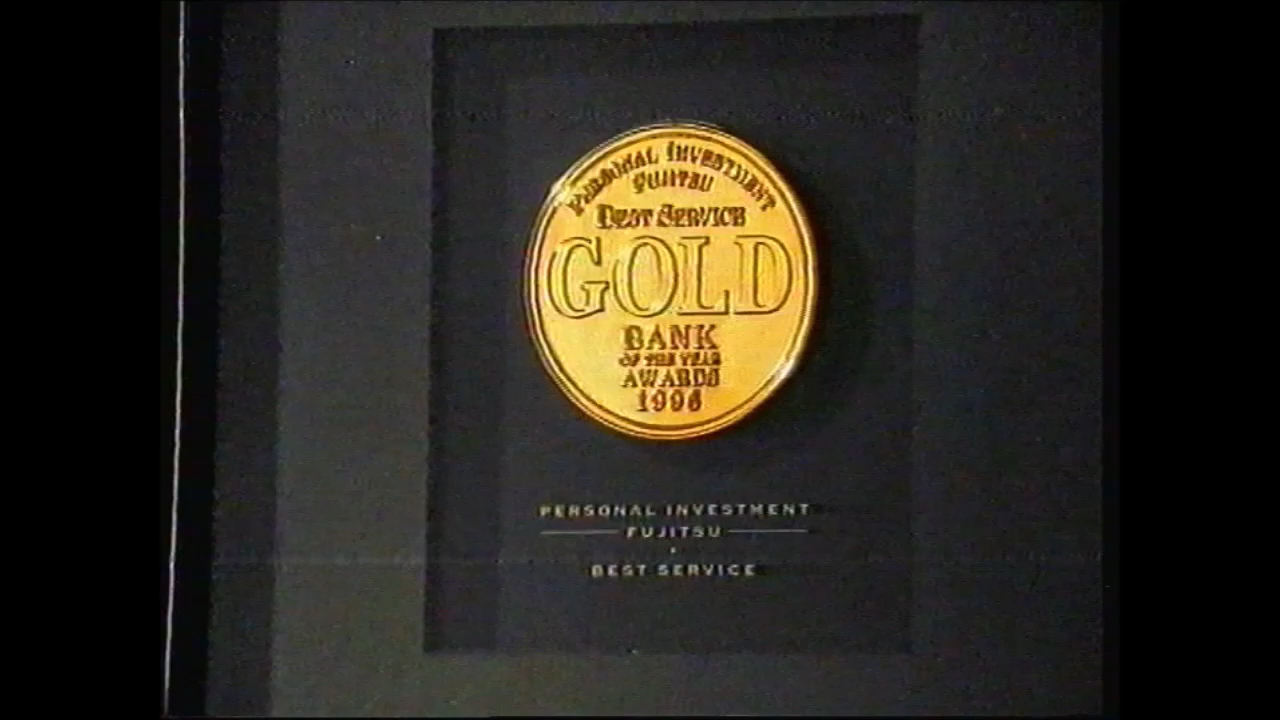 PERSONAL INVESTMENT
FUJITSU
BEST SERVICE
GOLD
BANK
OF THE YEAR
AWARDS
1996
PERSONAL INVESTMENT
FUJITSU
BEST SERVICE